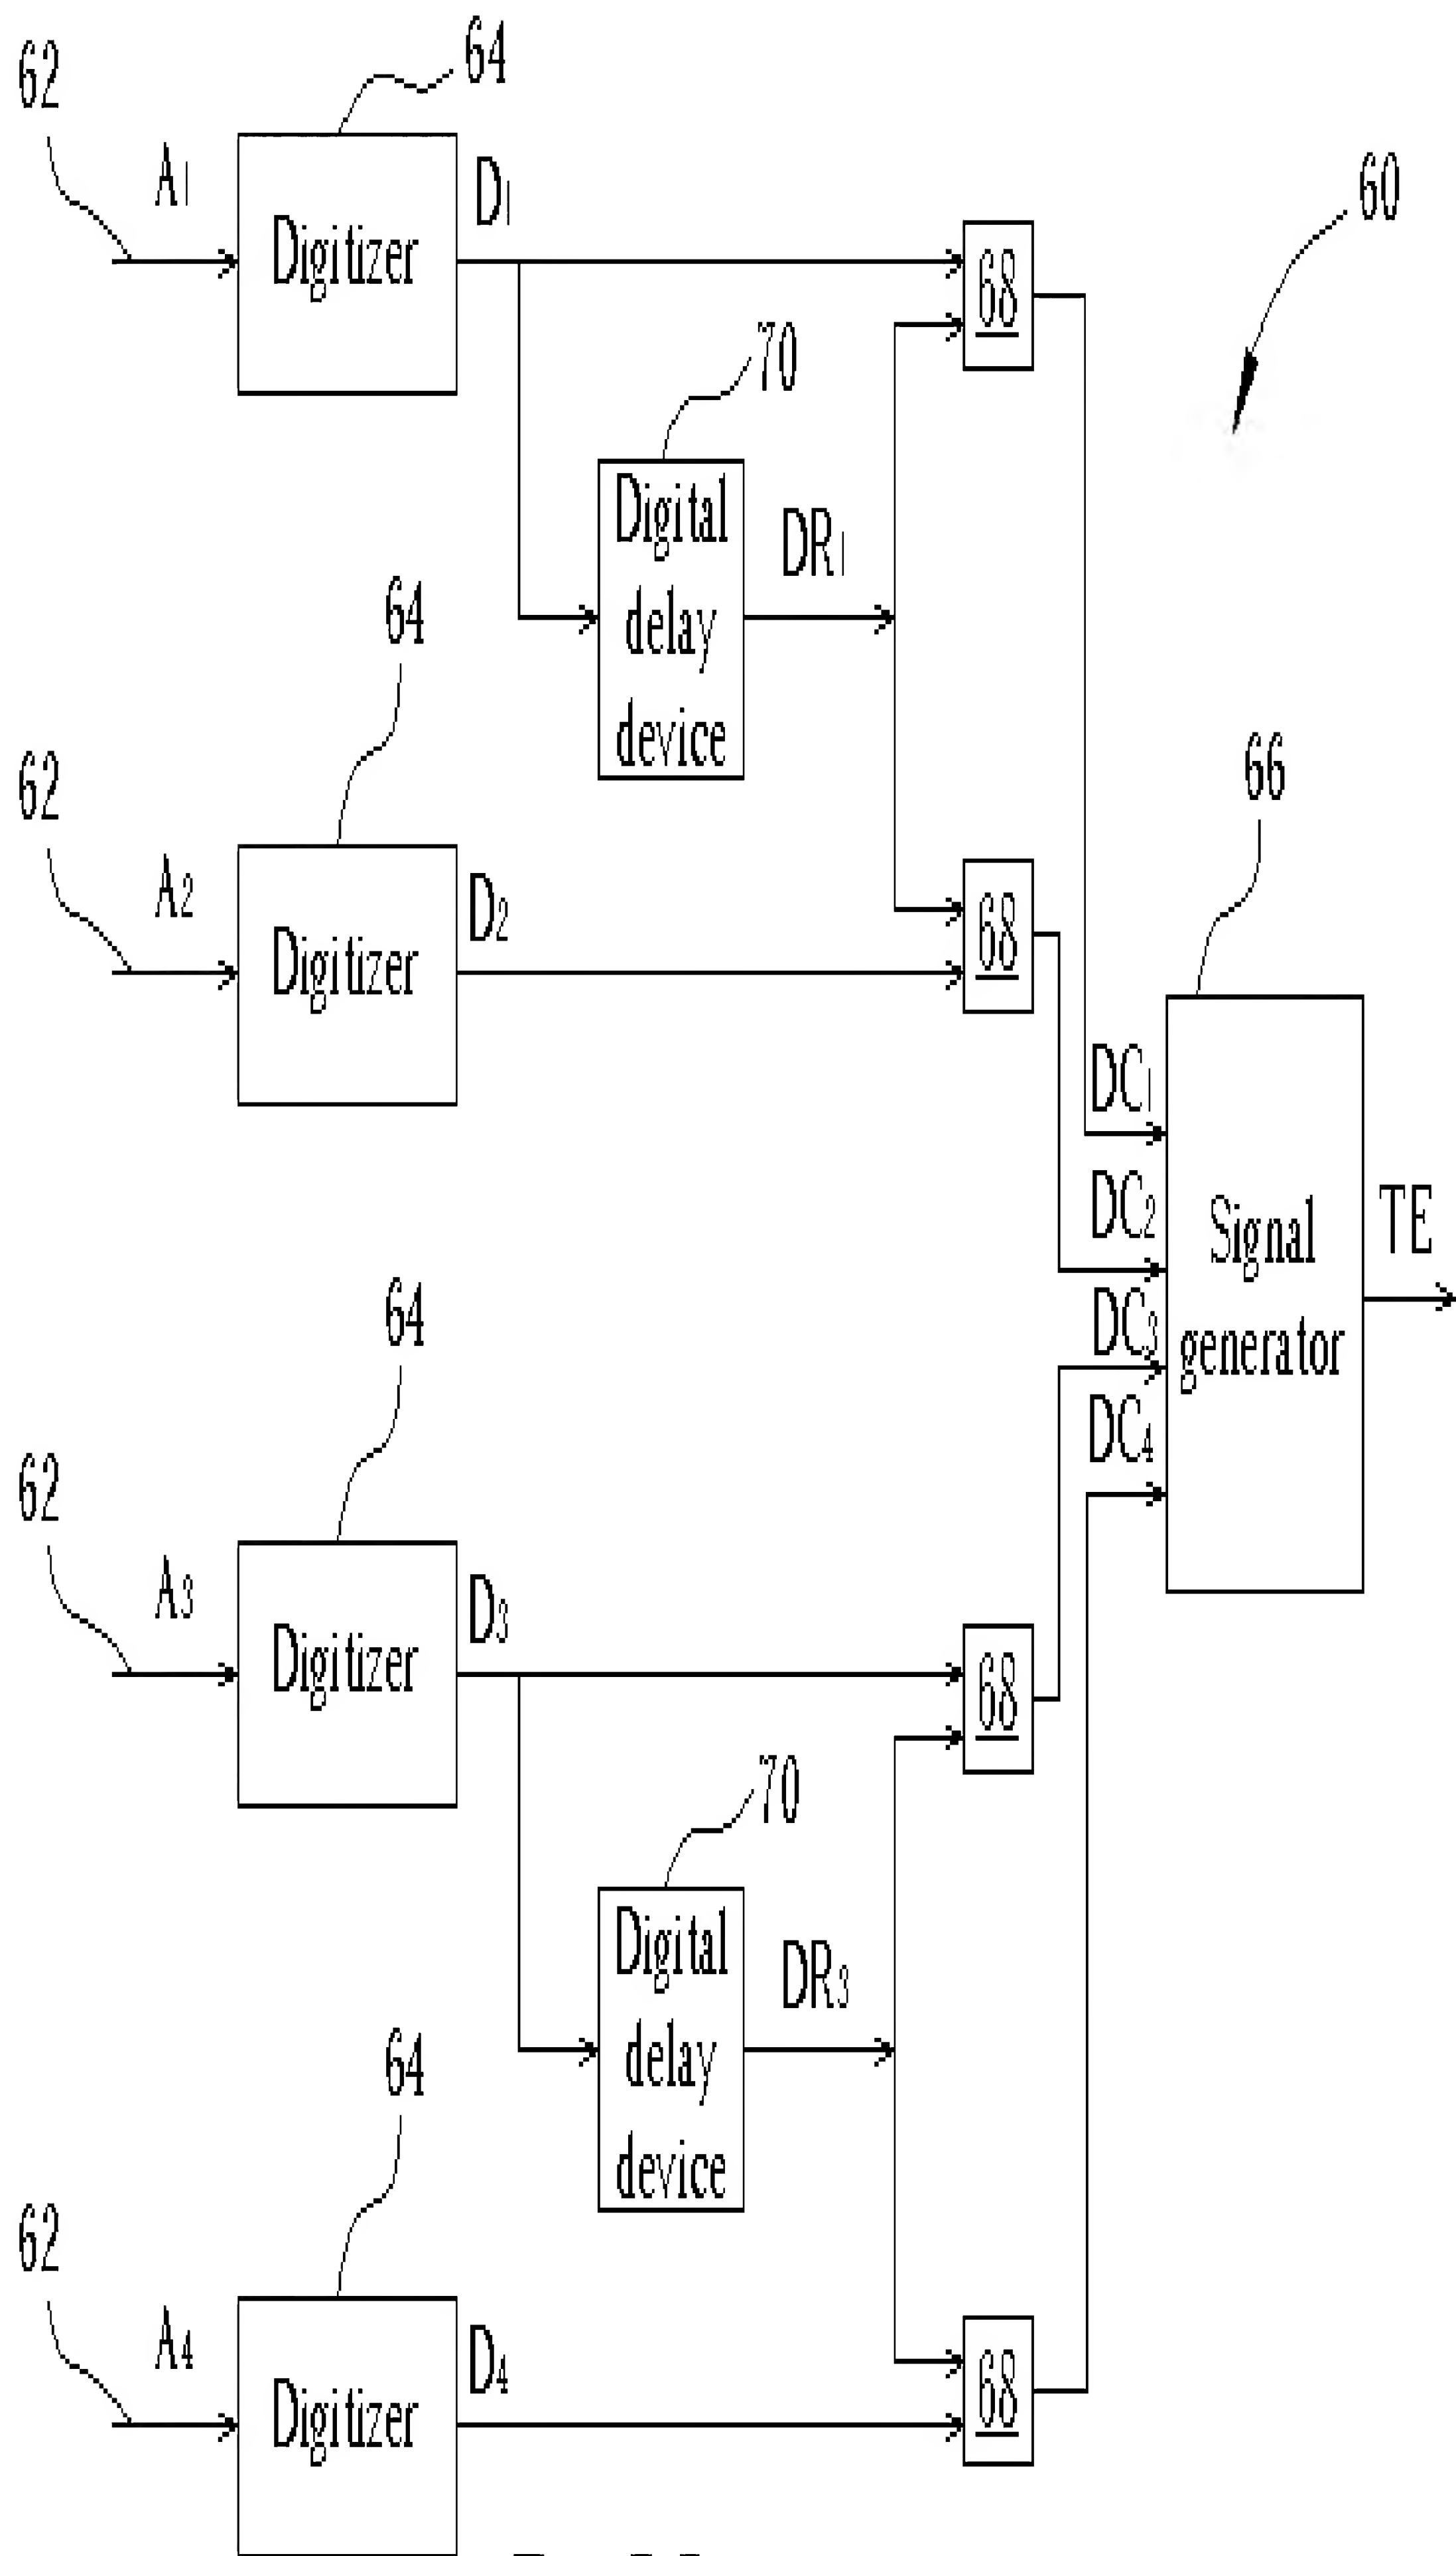 64
62
A1
D1
Digitizer
68
60
70
Digital
delay
device
DR1
64
62
A2
D2
Digitizer
68
66
DC1
DC2
DC3
DC4
Signal
generator
TE
64
62
A3
D3
Digitizer
68
70
Digital
delay
device
DR3
64
62
A4
D4
Digitizer
68